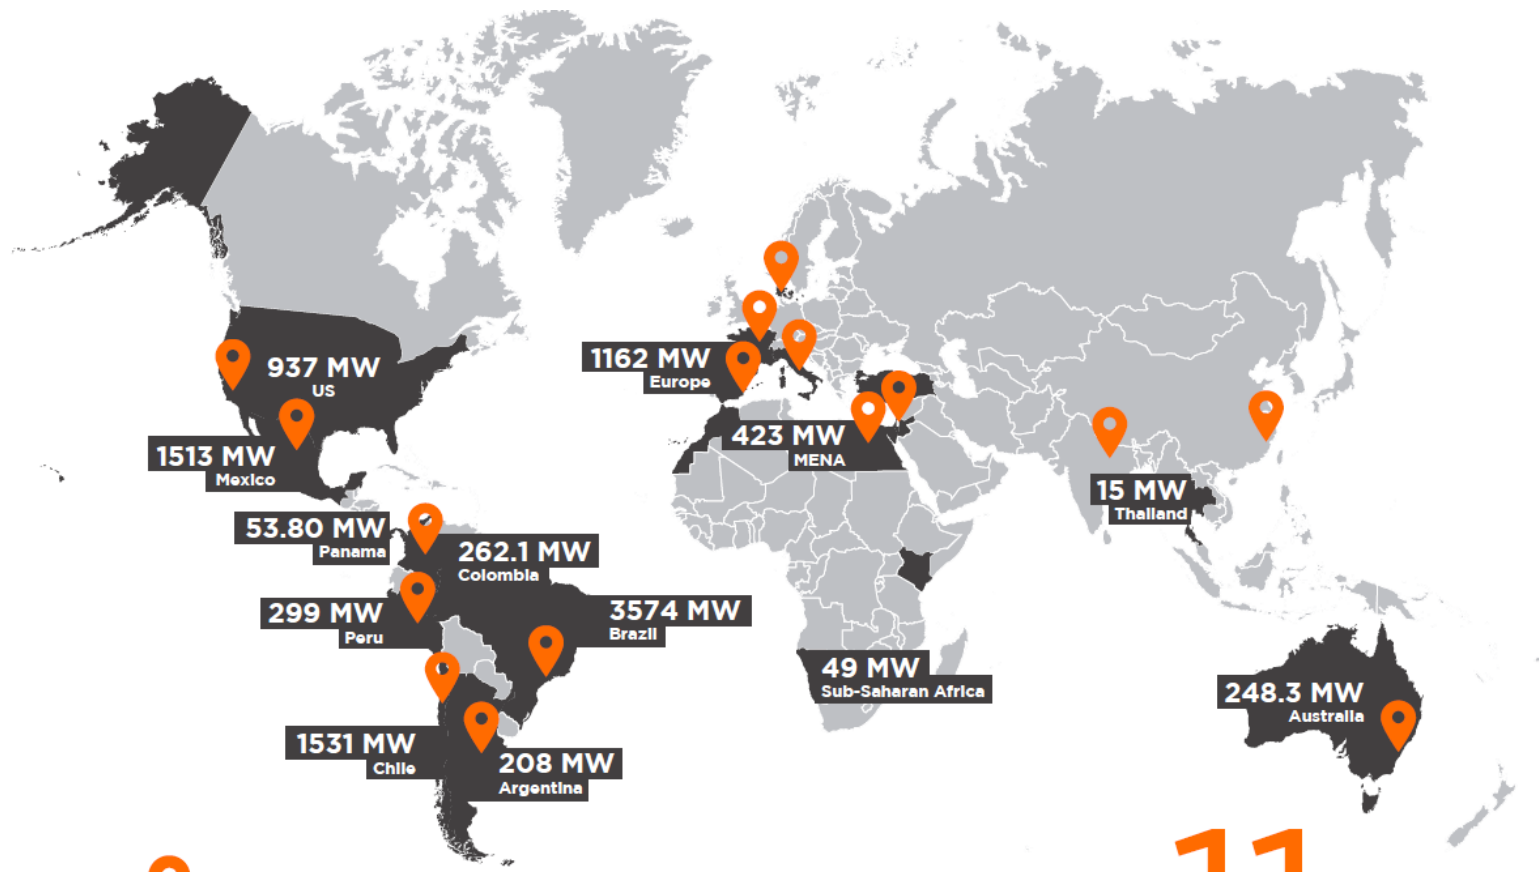 937 MW
US
1513 MW
Mexico
53.80 MW
Panama
262.1 MW
Colombia
299 MW
Peru
3574 MW
Brazil
1531 MW
Chile
208 MW
Argentina
1162 MW
Europe
423 MW
MENA
49 MW
Sub-Saharan Africa
15 MW
Thailand
248.3 MW
Australia
11